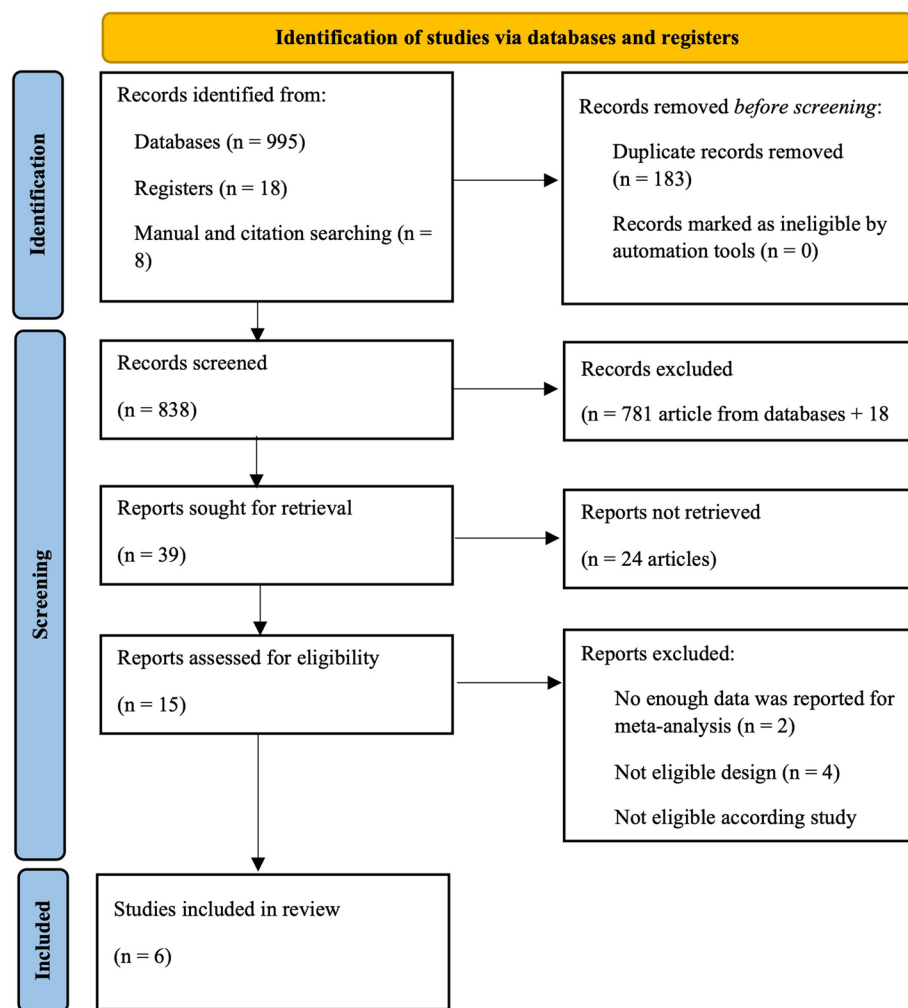 Identification of studies via databases and registers
Identification
Records identified from:
Databases (n = 995)
Registers (n = 18)
Manual and citation searching (n =
8)
Records removed before screening:
Duplicate records removed
(n = 183)
Records marked as ineligible by
automation tools (n = 0)
Screening
Records screened
(n = 838)
Records excluded
(n = 781 article from databases + 18
Reports sought for retrieval
(n = 39)
Reports not retrieved
(n = 24 articles)
Reports assessed for eligibility
(n = 15)
Reports excluded:
No enough data was reported for
meta-analysis (n = 2)
Not eligible design (n = 4)
Not eligible according study
Included
Studies included in review
(n = 6)